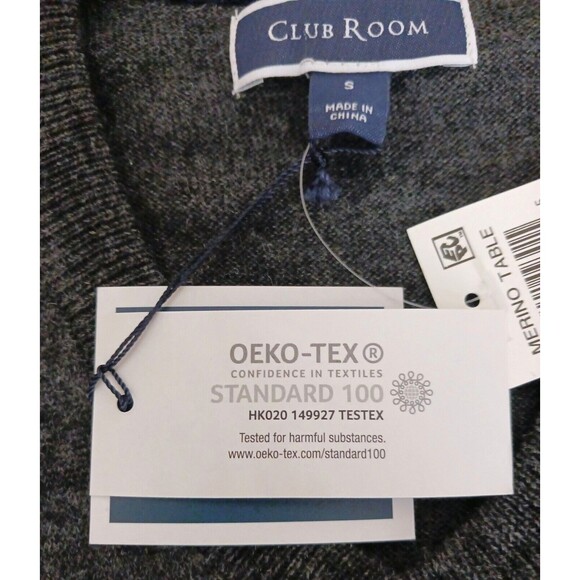 CLUB ROOM
S
MADE IN
CHINA
MERINO TABLE
OEKO-TEX®
CONFIDENCE IN TEXTILES
STANDARD 100
HK020 149927 TESTEX
Tested for harmful substances.
www.oeko-tex.com/standard100